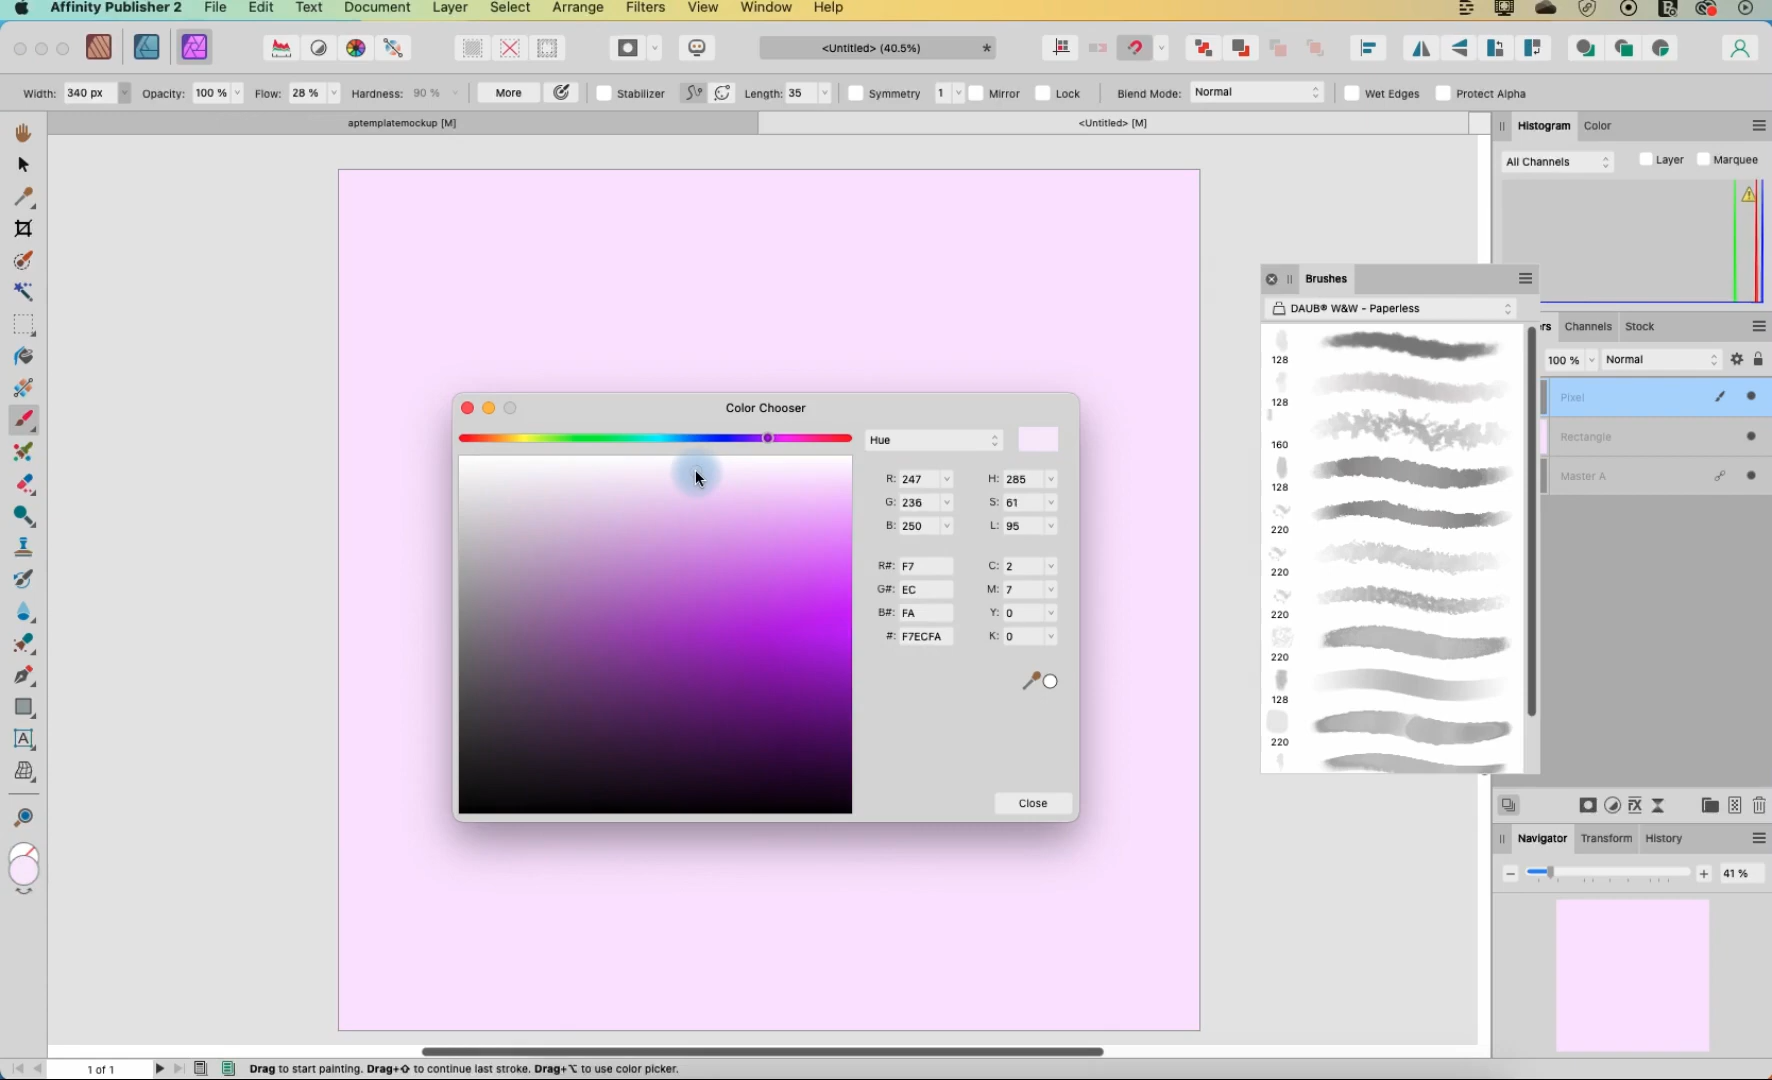 Affinity Publisher 2 File Edit Text Document Layer Select Arrange Filters View Window Help
<Untitled> (40.5%) *
Width: 340 px Opacity: 100 % Flow: 28 % Hardness: 90 % More Stabilizer Length: 35 Symmetry 1 Mirror Lock Blend Mode: Normal Wet Edges Protect Alpha
aptemplatemockup [M] <Untitled> [M]
Histogram Color
All Channels Layer Marquee
Brushes
DAUB® W&W - Paperless
128
128
160
128
220
220
220
220
128
220
rs Channels Stock
100 % Normal
Pixel
Rectangle
Master A
Color Chooser
Hue
R: 247 H: 285
G: 236 S: 61
B: 250 L: 95
R#: F7 C: 2
G#: EC M: 7
B#: FA Y: 0
#: F7ECFA K: 0
Close
Navigator Transform History
41 %
1 of 1 Drag to start painting. Drag+⇧ to continue last stroke. Drag+⌥ to use color picker.